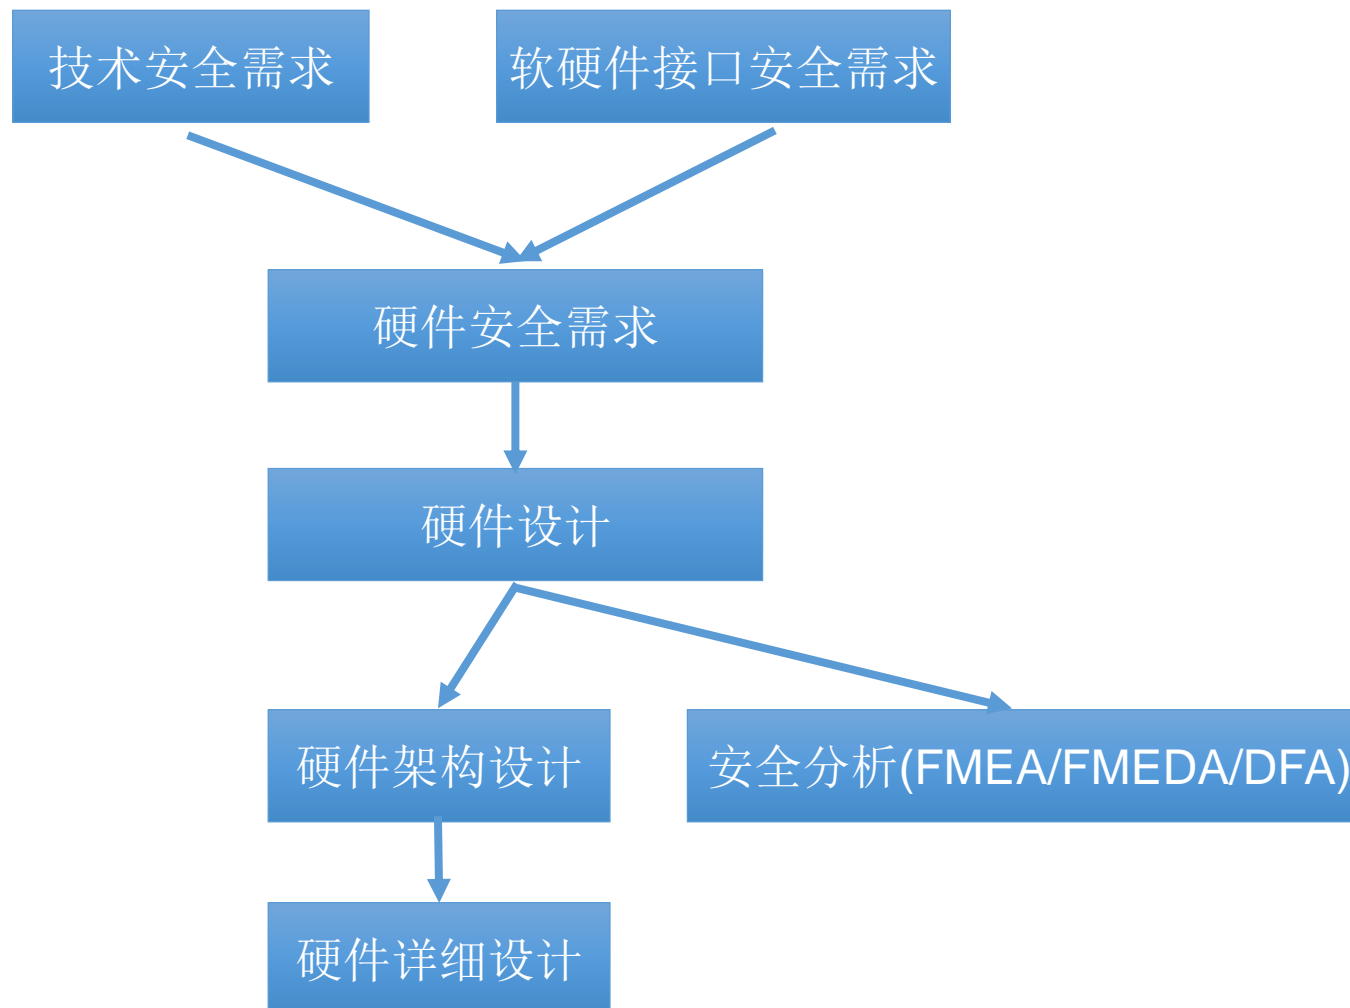 技术安全需求
软硬件接口安全需求
硬件安全需求
硬件设计
硬件架构设计
安全分析(FMEA/FMEDA/DFA)
硬件详细设计